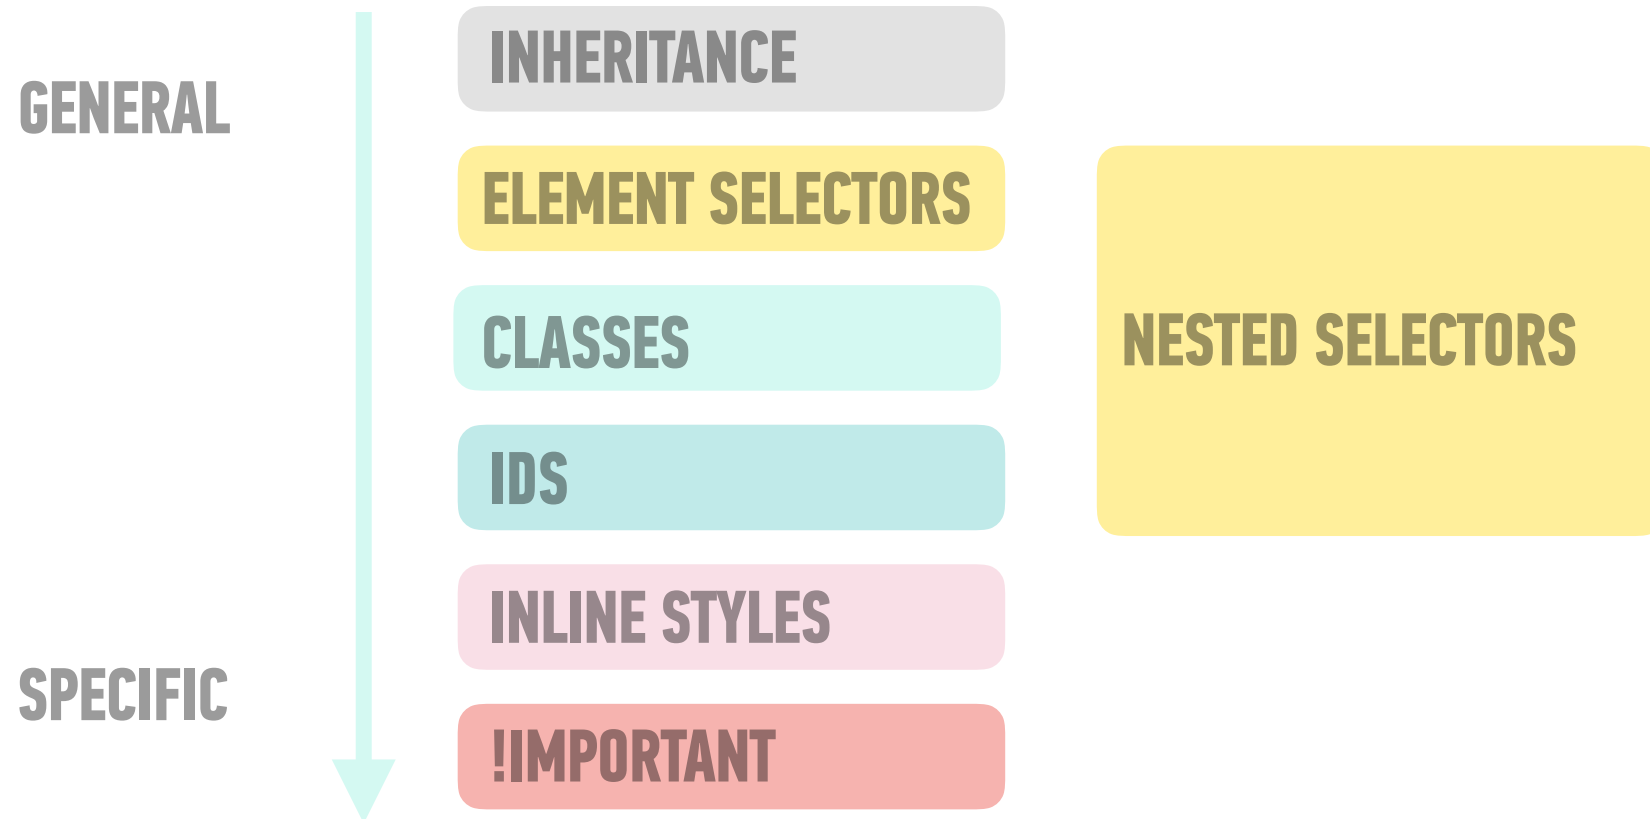 GENERAL
SPECIFIC
INHERITANCE
ELEMENT SELECTORS
CLASSES
IDS
INLINE STYLES
!IMPORTANT
NESTED SELECTORS